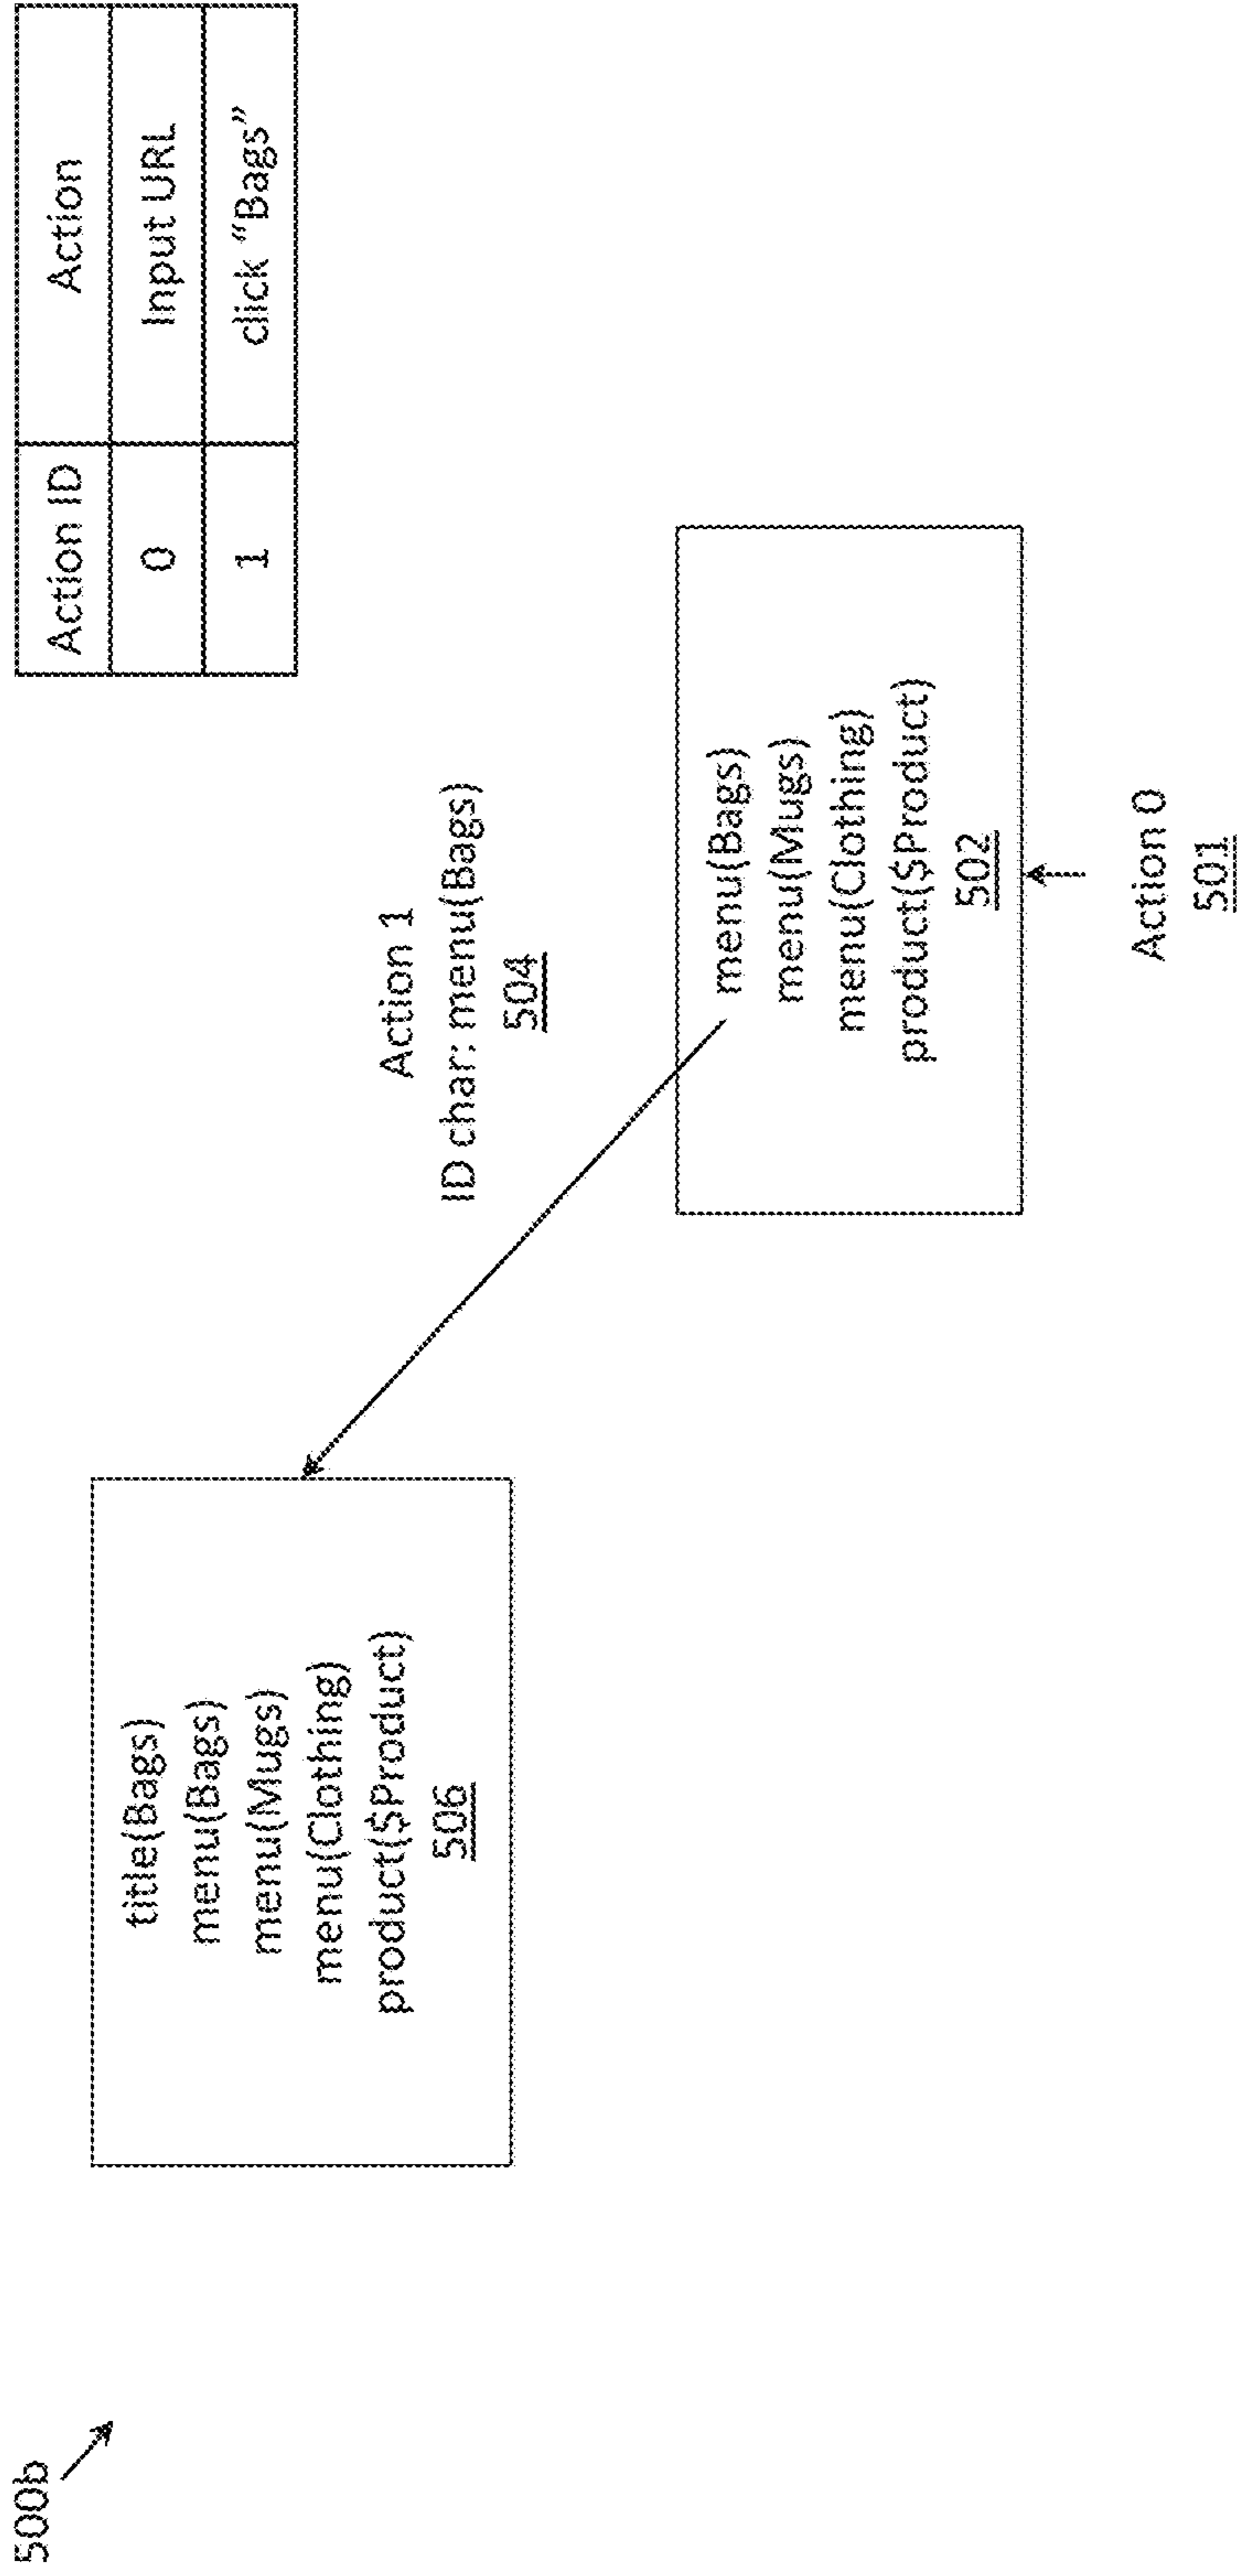 500b
Action ID Action
0 Input URL
1 click “Bags”
title(Bags)
menu(Bags)
menu(Mugs)
menu(Clothing)
product($Product)
506
Action 1
ID char: menu(Bags)
504
menu(Bags)
menu(Mugs)
menu(Clothing)
product($Product)
502
Action 0
501